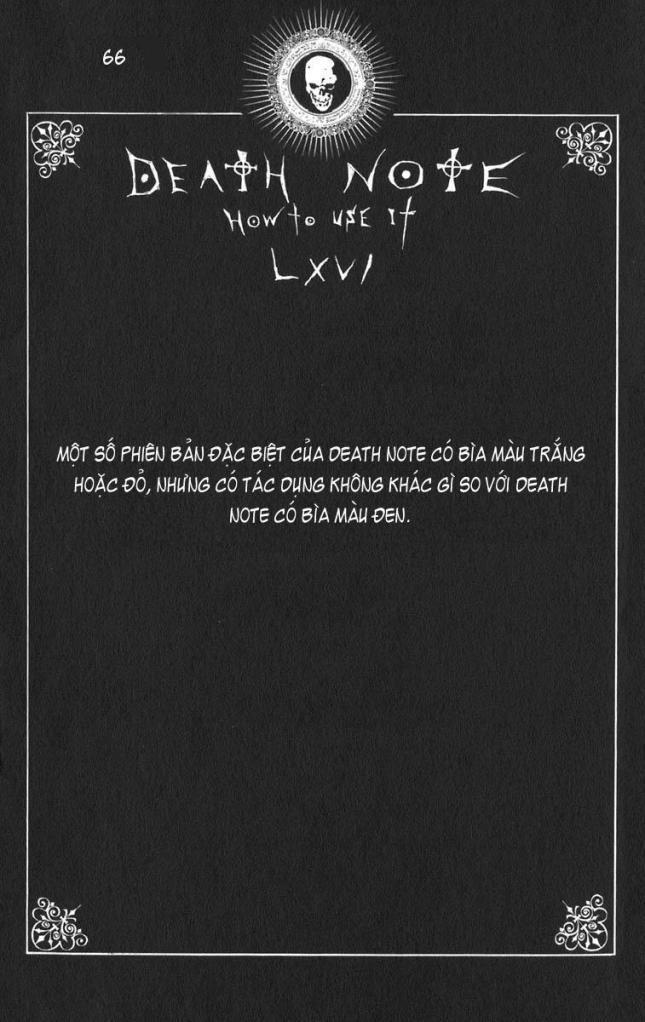 66
DEATH NOTE
HOW to USE IT
LXVI
MỘT SỐ PHIÊN BẢN ĐẶC BIỆT CỦA DEATH NOTE CÓ BÌA MÀU TRẮNG
HOẶC ĐỎ, NHƯNG CÓ TÁC DỤNG KHÔNG KHÁC GÌ SO VỚI DEATH
NOTE CÓ BÌA MÀU ĐEN.